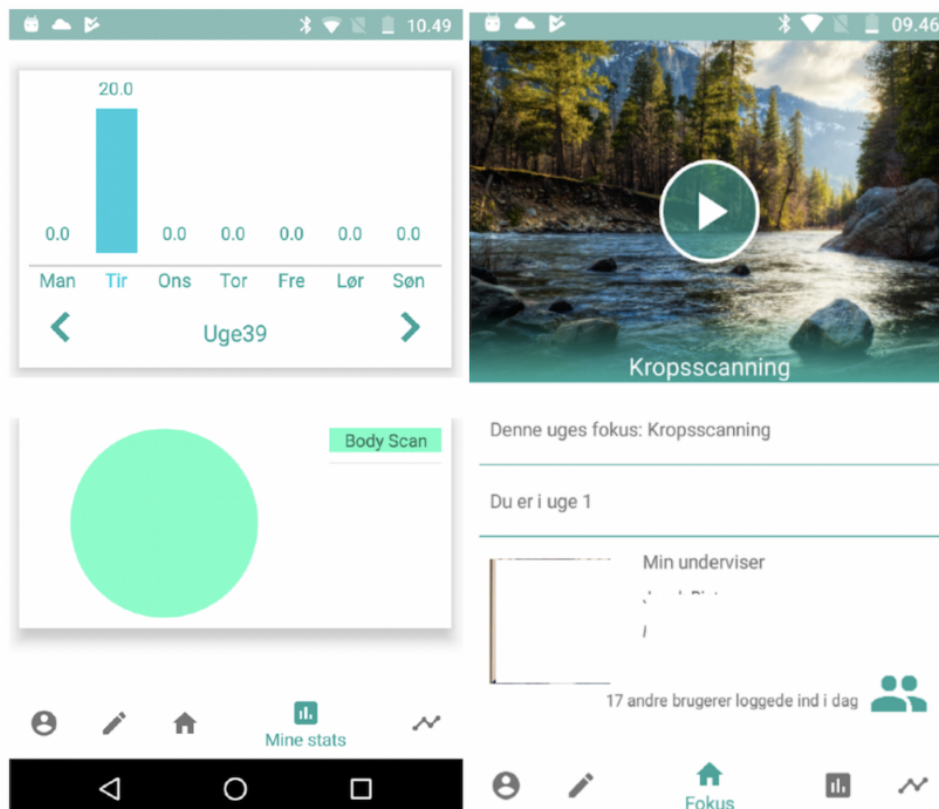 10.49
20.0
0.0 0.0 0.0 0.0 0.0 0.0
Man Tir Ons Tor Fre Lør Søn
Uge39
Body Scan
Mine stats
09.46
Kropsscanning
Denne uges fokus: Kropsscanning
Du er i uge 1
Min underviser
17 andre brugerer loggede ind i dag
Fokus